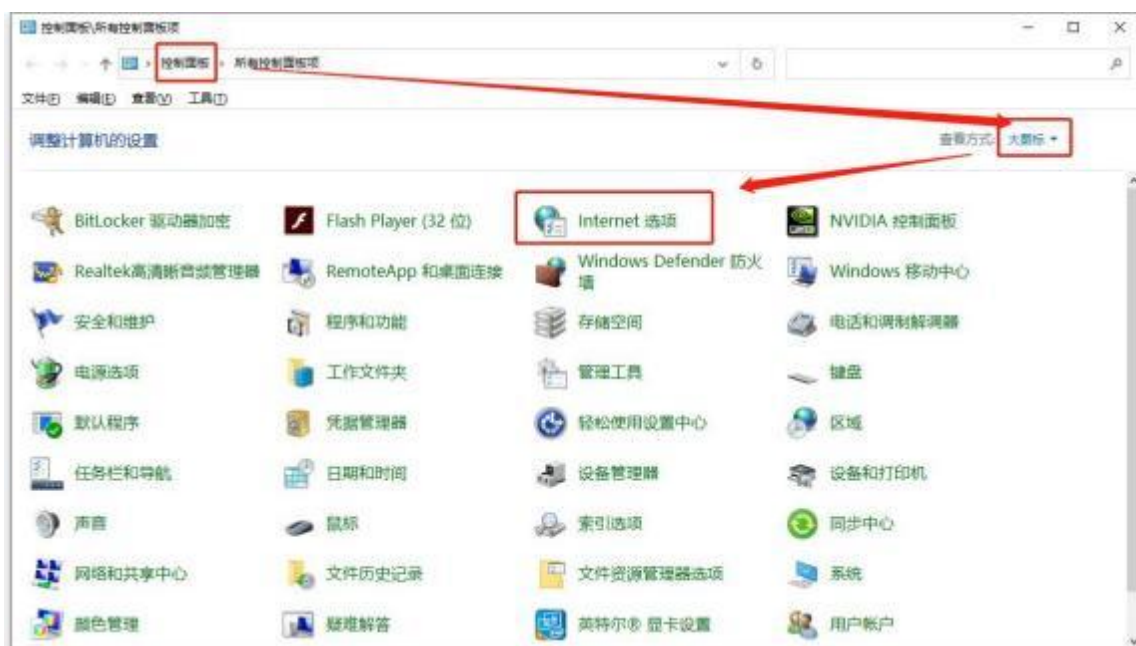 控制面板\所有控制面板项
控制面板 › 所有控制面板项
文件(F) 编辑(E) 查看(V) 工具(T)
调整计算机的设置
查看方式: 大图标
BitLocker 驱动器加密
Flash Player (32 位)
Internet 选项
NVIDIA 控制面板
Realtek高清晰音频管理器
RemoteApp 和桌面连接
Windows Defender 防火
墙
Windows 移动中心
安全和维护
程序和功能
存储空间
电话和调制解调器
电源选项
工作文件夹
管理工具
键盘
默认程序
凭据管理器
轻松使用设置中心
区域
任务栏和导航
日期和时间
设备管理器
设备和打印机
声音
鼠标
索引选项
同步中心
网络和共享中心
文件历史记录
文件资源管理器选项
系统
颜色管理
疑难解答
英特尔® 显卡设置
用户帐户